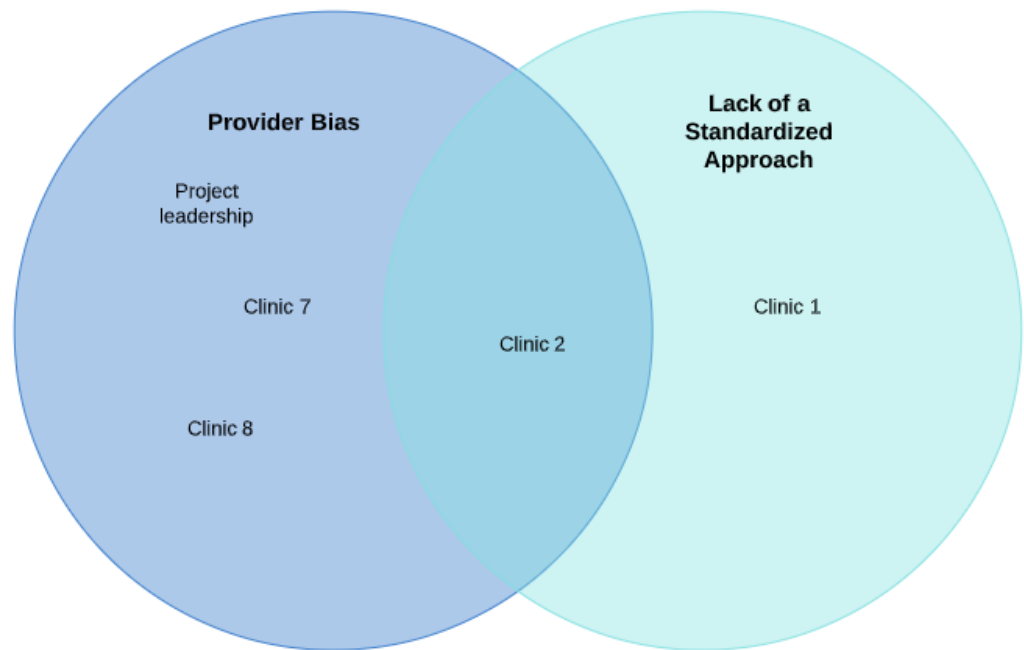 Provider Bias
Project
leadership
Clinic 7
Clinic 8
Clinic 2
Lack of a
Standardized
Approach
Clinic 1